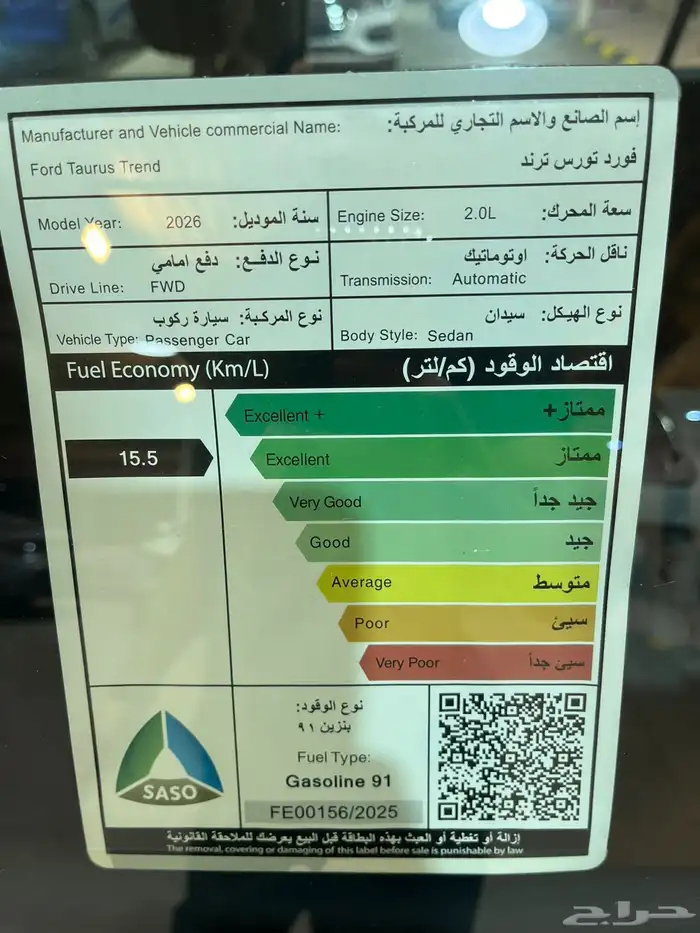 Manufacturer and Vehicle commercial Name: إسم الصانع والاسم التجاري للمركبة:
Ford Taurus Trend فورد تورس ترند
Model Year: 2026 سنة الموديل:
Engine Size: 2.0L سعة المحرك:
نوع الدفع: دفع امامي
Drive Line: FWD
ناقل الحركة: اوتوماتيك
Transmission: Automatic
نوع المركبة: سيارة ركوب
Vehicle Type: Passenger Car
نوع الهيكل: سيدان
Body Style: Sedan
Fuel Economy (Km/L) اقتصاد الوقود (كم/لتر)
Excellent + ممتاز+
15.5
Excellent ممتاز
Very Good جيد جداً
Good جيد
Average متوسط
Poor سيئ
Very Poor سيئ جداً
SASO
نوع الوقود:
بنزين ٩١
Fuel Type:
Gasoline 91
FE00156/2025
إزالة أو تغطية أو العبث بهذه البطاقة قبل البيع يعرضك للملاحقة القانونية
The removal, covering or damaging of this label before sale is punishable by law
حراج